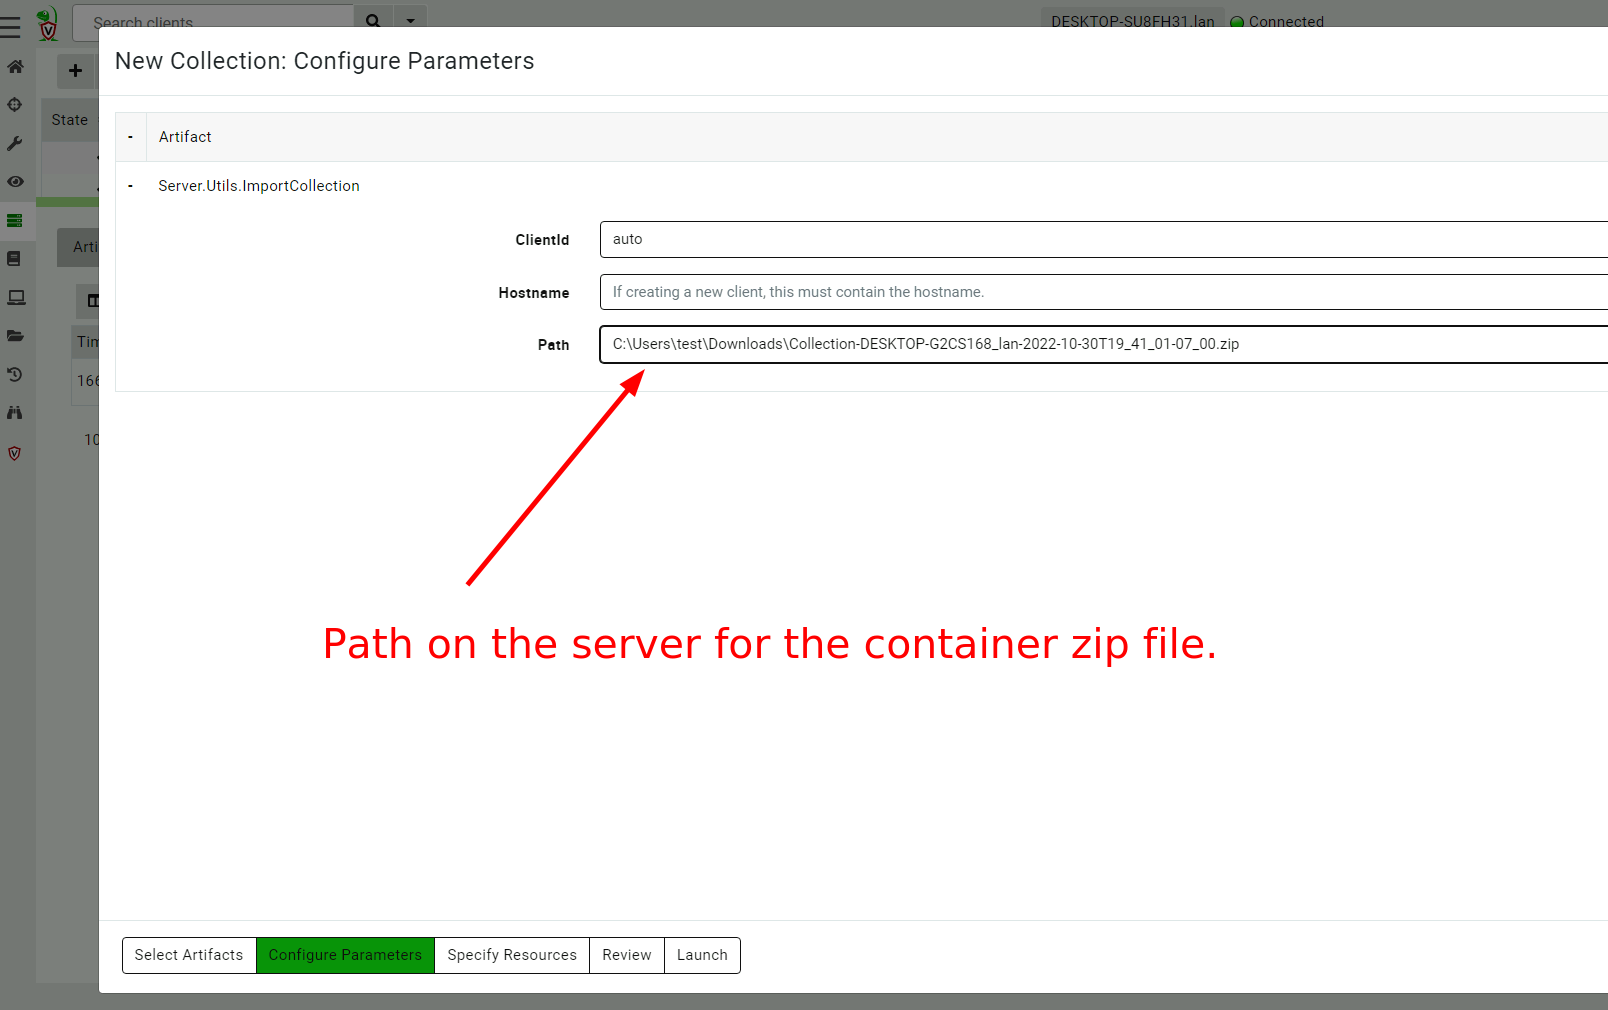 Search clients
DESKTOP-SU8FH31.lan Connected
New Collection: Configure Parameters
State
- Artifact
- Server.Utils.ImportCollection
ClientId auto
Arti
Hostname If creating a new client, this must contain the hostname.
Tim
Path C:\Users\test\Downloads\Collection-DESKTOP-G2CS168_lan-2022-10-30T19_41_01-07_00.zip
166
10
Path on the server for the container zip file.
Select Artifacts Configure Parameters Specify Resources Review Launch